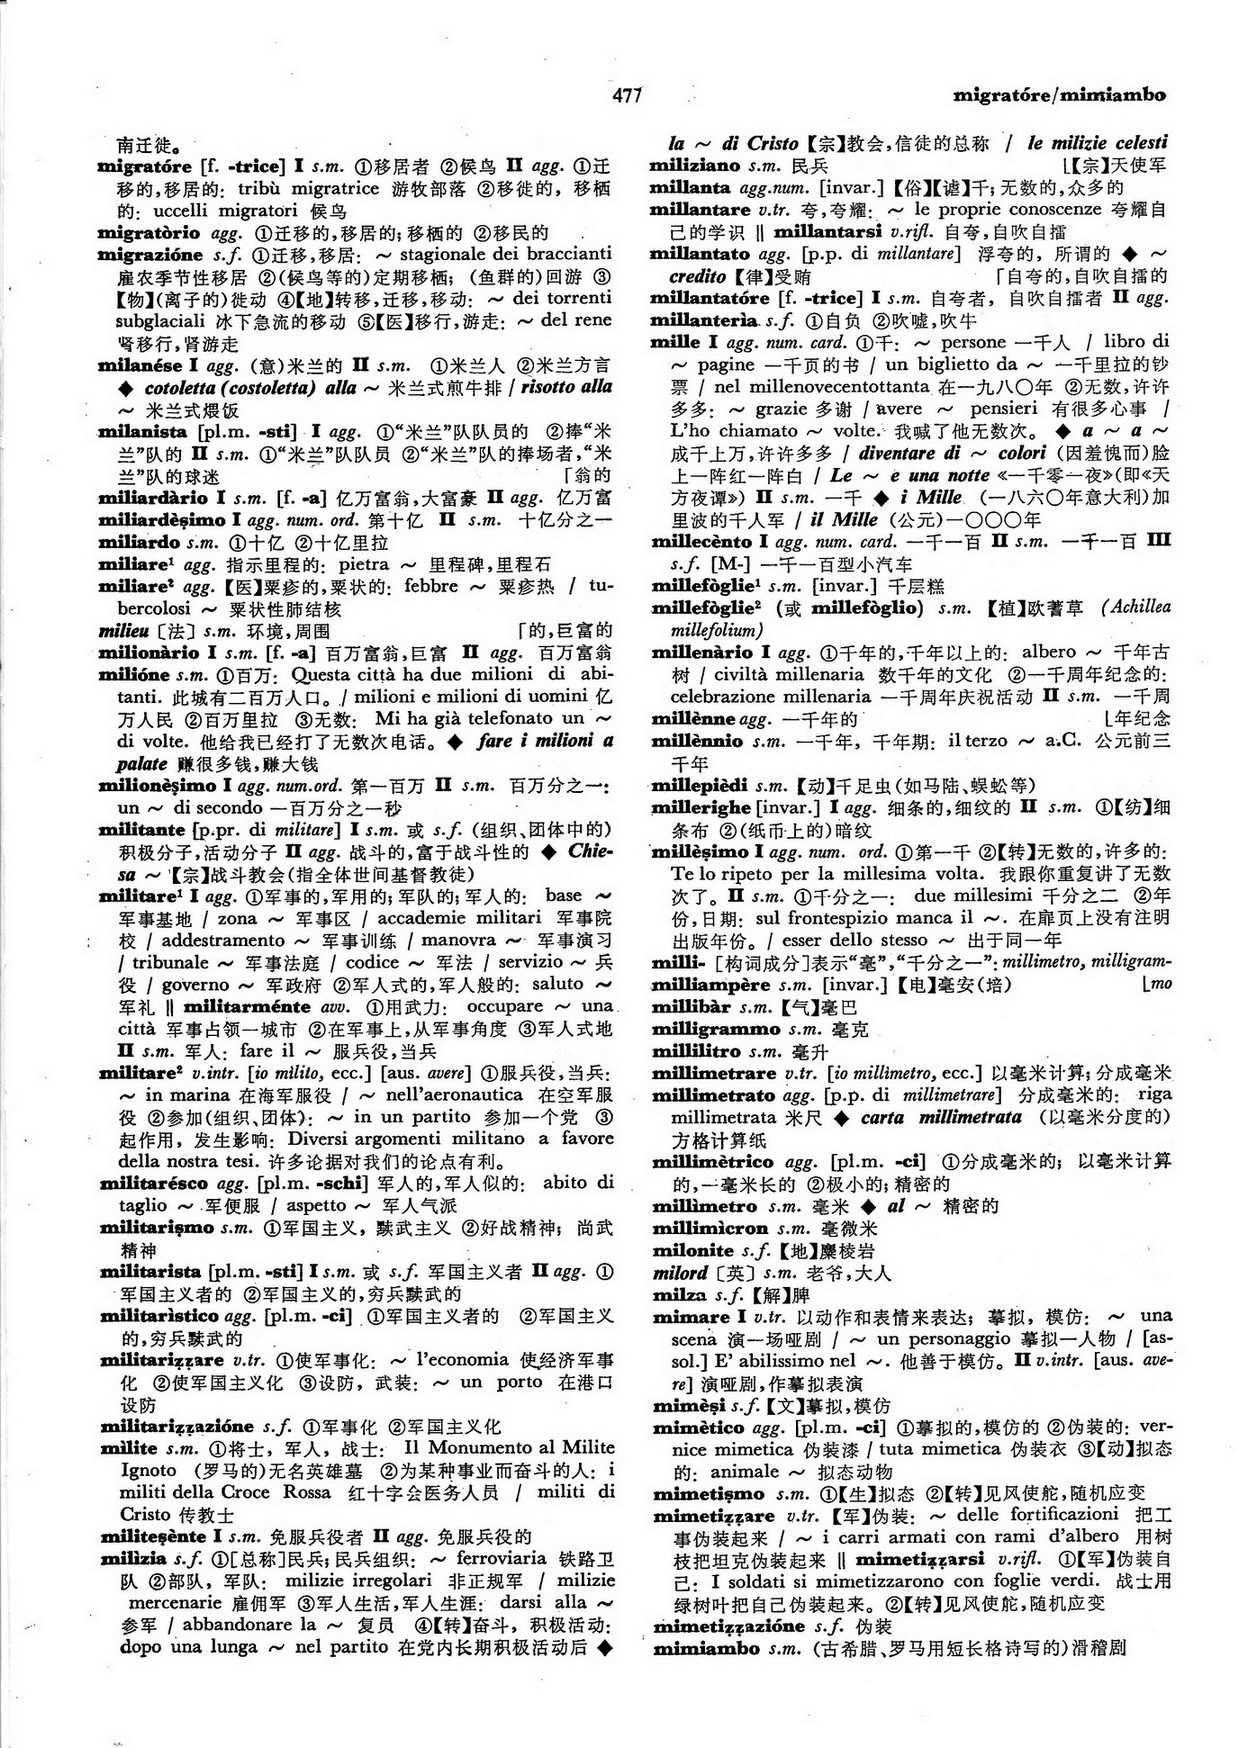 477
migratóre/mimiambo
南迁徙。
migratóre [f. -trice] I s.m. ①移居者 ②候鸟 II agg. ①迁
移的,移居的: tribù migratrice 游牧部落 ②移徙的, 移栖
的: uccelli migratori 候鸟
migratòrio agg. ①迁移的,移居的; 移栖的 ②移民的
migrazióne s.f. ①迁移,移居: ～ stagionale dei braccianti
雇农季节性移居 ②(候鸟等的)定期移栖; (鱼群的)回游 ③
【物】(离子的)徙动 ④【地】转移,迁移,移动: ～ dei torrenti
subglaciali 冰下急流的移动 ⑤【医】移行,游走: ～ del rene
肾移行,肾游走
milanése I agg. (意)米兰的 II s.m. ①米兰人 ②米兰方言
◆ cotoletta (costoletta) alla ～ 米兰式煎牛排 / risotto alla
～ 米兰式煨饭
milanista [pl.m. -sti] I agg. ①“米兰”队队员的 ②捧“米
兰”队的 II s.m. ①“米兰”队队员 ②“米兰”队的捧场者,“米
兰”队的球迷 「翁的
miliardàrio I s.m. [f. -a] 亿万富翁,大富豪 II agg. 亿万富
miliardèṣimo I agg. num. ord. 第十亿 II s.m. 十亿分之一
miliardo s.m. ①十亿 ②十亿里拉
miliare¹ agg. 指示里程的: pietra ～ 里程碑,里程石
miliare² agg. 【医】粟疹的,粟状的: febbre ～ 粟疹热 / tu-
bercolosi ～ 粟状性肺结核
milieu 〔法〕 s.m. 环境,周围 「的,巨富的
milionàrio I s.m. [f. -a] 百万富翁,巨富 II agg. 百万富翁
milióne s.m. ①百万: Questa città ha due milioni di abi-
tanti. 此城有二百万人口。/ milioni e milioni di uomini 亿
万人民 ②百万里拉 ③无数: Mi ha già telefonato un ～
di volte. 他给我已经打了无数次电话。◆ fare i milioni a
palate 赚很多钱,赚大钱
milionèṣimo I agg. num.ord. 第一百万 II s.m. 百万分之一:
un ～ di secondo 一百万分之一秒
militante [p.pr. di militare] I s.m. 或 s.f. (组织、团体中的)
积极分子,活动分子 II agg. 战斗的,富于战斗性的 ◆ Chie-
sa ～ 【宗】战斗教会(指全体世间基督教徒)
militare¹ I agg. ①军事的,军用的; 军队的; 军人的: base ～
军事基地 / zona ～ 军事区 / accademie militari 军事院
校 / addestramento ～ 军事训练 / manovra ～ 军事演习
/ tribunale ～ 军事法庭 / codice ～ 军法 / servizio ～ 兵
役 / governo ～ 军政府 ②军人式的,军人般的: saluto ～
军礼 ‖ militarménte avv. ①用武力: occupare ～ una
città 军事占领一城市 ②在军事上,从军事角度 ③军人式地
II s.m. 军人: fare il ～ 服兵役,当兵
militare² v.intr. [io mìlito, ecc.] [aus. avere] ①服兵役,当兵:
～ in marina 在海军服役 / ～ nell'aeronautica 在空军服
役 ②参加(组织、团体): ～ in un partito 参加一个党 ③
起作用, 发生影响: Diversi argomenti militano a favore
della nostra tesi. 许多论据对我们的论点有利。
militarésco agg. [pl.m. -schi] 军人的,军人似的: abito di
taglio ～ 军便服 / aspetto ～ 军人气派
militariṣmo s.m. ①军国主义, 黩武主义 ②好战精神; 尚武
精神
militarista [pl.m. -sti] I s.m. 或 s.f. 军国主义者 II agg. ①
军国主义者的 ②军国主义的,穷兵黩武的
militarìstico agg. [pl.m. -ci] ①军国主义者的 ②军国主义
的,穷兵黩武的
militariẓẓare v.tr. ①使军事化: ～ l'economia 使经济军事
化 ②使军国主义化 ③设防, 武装: ～ un porto 在港口
设防
militariẓẓazióne s.f. ①军事化 ②军国主义化
mìlite s.m. ①将士, 军人, 战士: Il Monumento al Milite
Ignoto (罗马的)无名英雄墓 ②为某种事业而奋斗的人: i
militi della Croce Rossa 红十字会医务人员 / militi di
Cristo 传教士
militeṣènte I s.m. 免服兵役者 II agg. 免服兵役的
milìzia s.f. ①[总称]民兵; 民兵组织: ～ ferroviaria 铁路卫
队 ②部队, 军队: milizie irregolari 非正规军 / milizie
mercenarie 雇佣军 ③军人生活,军人生涯: darsi alla ～
参军 / abbandonare la ～ 复员 ④【转】奋斗, 积极活动:
dopo una lunga ～ nel partito 在党内长期积极活动后 ◆
la ～ di Cristo 【宗】教会,信徒的总称 / le milizie celesti
miliziano s.m. 民兵 ⌊【宗】天使军
millanta agg.num. [invar.] 【俗】【谑】千; 无数的,众多的
millantare v.tr. 夸,夸耀: ～ le proprie conoscenze 夸耀自
己的学识 ‖ millantarsi v.rifl. 自夸,自吹自擂
millantato agg. [p.p. di millantare] 浮夸的, 所谓的 ◆ ～
credito 【律】受贿 「自夸的,自吹自擂的
millantatóre [f. -trice] I s.m. 自夸者, 自吹自擂者 II agg.
millanterìa s.f. ①自负 ②吹嘘,吹牛
mille I agg. num. card. ①千: ～ persone 一千人 / libro di
～ pagine 一千页的书 / un biglietto da ～ 一千里拉的钞
票 / nel millenovecentottanta 在一九八〇年 ②无数,许许
多多: ～ grazie 多谢 / avere ～ pensieri 有很多心事 /
L'ho chiamato ～ volte. 我喊了他无数次。 ◆ a ～ a ～
成千上万,许许多多 / diventare di ～ colori (因羞愧而)脸
上一阵红一阵白 / Le ～ e una notte 《一千零一夜》(即《天
方夜谭》) II s.m. 一千 ◆ i Mille (一八六〇年意大利)加
里波的千人军 / il Mille (公元)一〇〇〇年
millecènto I agg. num. card. 一千一百 II s.m. 一千一百 III
s.f. [M-] 一千一百型小汽车
millefòglie¹ s.m. [invar.] 千层糕
millefòglie² (或 millefòglio) s.m. 【植】欧蓍草 (Achillea
millefolium)
millenàrio I agg. ①千年的,千年以上的: albero ～ 千年古
树 / civiltà millenaria 数千年的文化 ②一千周年纪念的:
celebrazione millenaria 一千周年庆祝活动 II s.m. 一千周
millènne agg. 一千年的 ⌊年纪念
millènnio s.m. 一千年, 千年期: il terzo ～ a.C. 公元前三
千年
millepièdi s.m. 【动】千足虫(如马陆、蜈蚣等)
millerighe [invar.] I agg. 细条的,细纹的 II s.m. ①【纺】细
条布 ②(纸币上的)暗纹
millèṣimo I agg. num. ord. ①第一千 ②【转】无数的,许多的:
Te lo ripeto per la millesima volta. 我跟你重复讲了无数
次了。II s.m. ①千分之一: due millesimi 千分之二 ②年
份,日期: sul frontespizio manca il ～. 在扉页上没有注明
出版年份。/ esser dello stesso ～ 出于同一年
milli- [构词成分]表示“毫”,“千分之一”: millimetro, milligram-
milliampère s.m. [invar.] 【电】毫安(培) ⌊mo
millibàr s.m. 【气】毫巴
milligrammo s.m. 毫克
millilitro s.m. 毫升
millimetrare v.tr. [io millìmetro, ecc.] 以毫米计算; 分成毫米
millimetrato agg. [p.p. di millimetrare] 分成毫米的: riga
millimetrata 米尺 ◆ carta millimetrata (以毫米分度的)
方格计算纸
millimètrico agg. [pl.m. -ci] ①分成毫米的; 以毫米计算
的,一毫米长的 ②极小的; 精密的
millìmetro s.m. 毫米 ◆ al ～ 精密的
millimìcron s.m. 毫微米
milonite s.f. 【地】糜棱岩
milord 〔英〕 s.m. 老爷,大人
milza s.f. 【解】脾
mimare I v.tr. 以动作和表情来表达; 摹拟, 模仿: ～ una
scena 演一场哑剧 / ～ un personaggio 摹拟一人物 / [as-
sol.] E' abilissimo nel ～. 他善于模仿。II v.intr. [aus. ave-
re] 演哑剧,作摹拟表演
mimèṣi s.f. 【文】摹拟,模仿
mimètico agg. [pl.m. -ci] ①摹拟的,模仿的 ②伪装的: ver-
nice mimetica 伪装漆 / tuta mimetica 伪装衣 ③【动】拟态
的: animale ～ 拟态动物
mimetiṣmo s.m. ①【生】拟态 ②【转】见风使舵,随机应变
mimetiẓẓare v.tr. 【军】伪装: ～ delle fortificazioni 把工
事伪装起来 / ～ i carri armati con rami d'albero 用树
枝把坦克伪装起来 ‖ mimetiẓẓarsi v.rifl. ①【军】伪装自
己: I soldati si mimetizzarono con foglie verdi. 战士用
绿树叶把自己伪装起来。②【转】见风使舵,随机应变
mimetiẓẓazióne s.f. 伪装
mimiambo s.m. (古希腊、罗马用短长格诗写的)滑稽剧